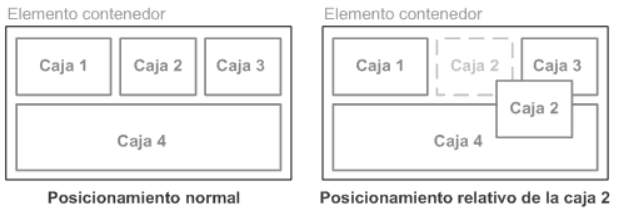 Elemento contenedor
Caja 1
Caja 2
Caja 3
Caja 4
Posicionamiento normal
Elemento contenedor
Caja 1
Caja 2
Caja 3
Caja 2
Caja 4
Posicionamiento relativo de la caja 2